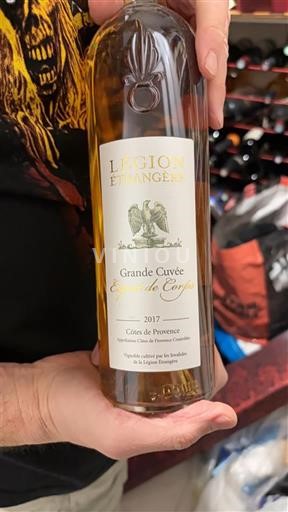 LÉGION
ÉTRANGÈRE
VINIOU
Grande Cuvée
Esprit de Corps
2017
Côtes de Provence
Appellation Côtes de Provence Contrôlée
Vignoble cultivé par les Invalides
de la Légion Étrangère